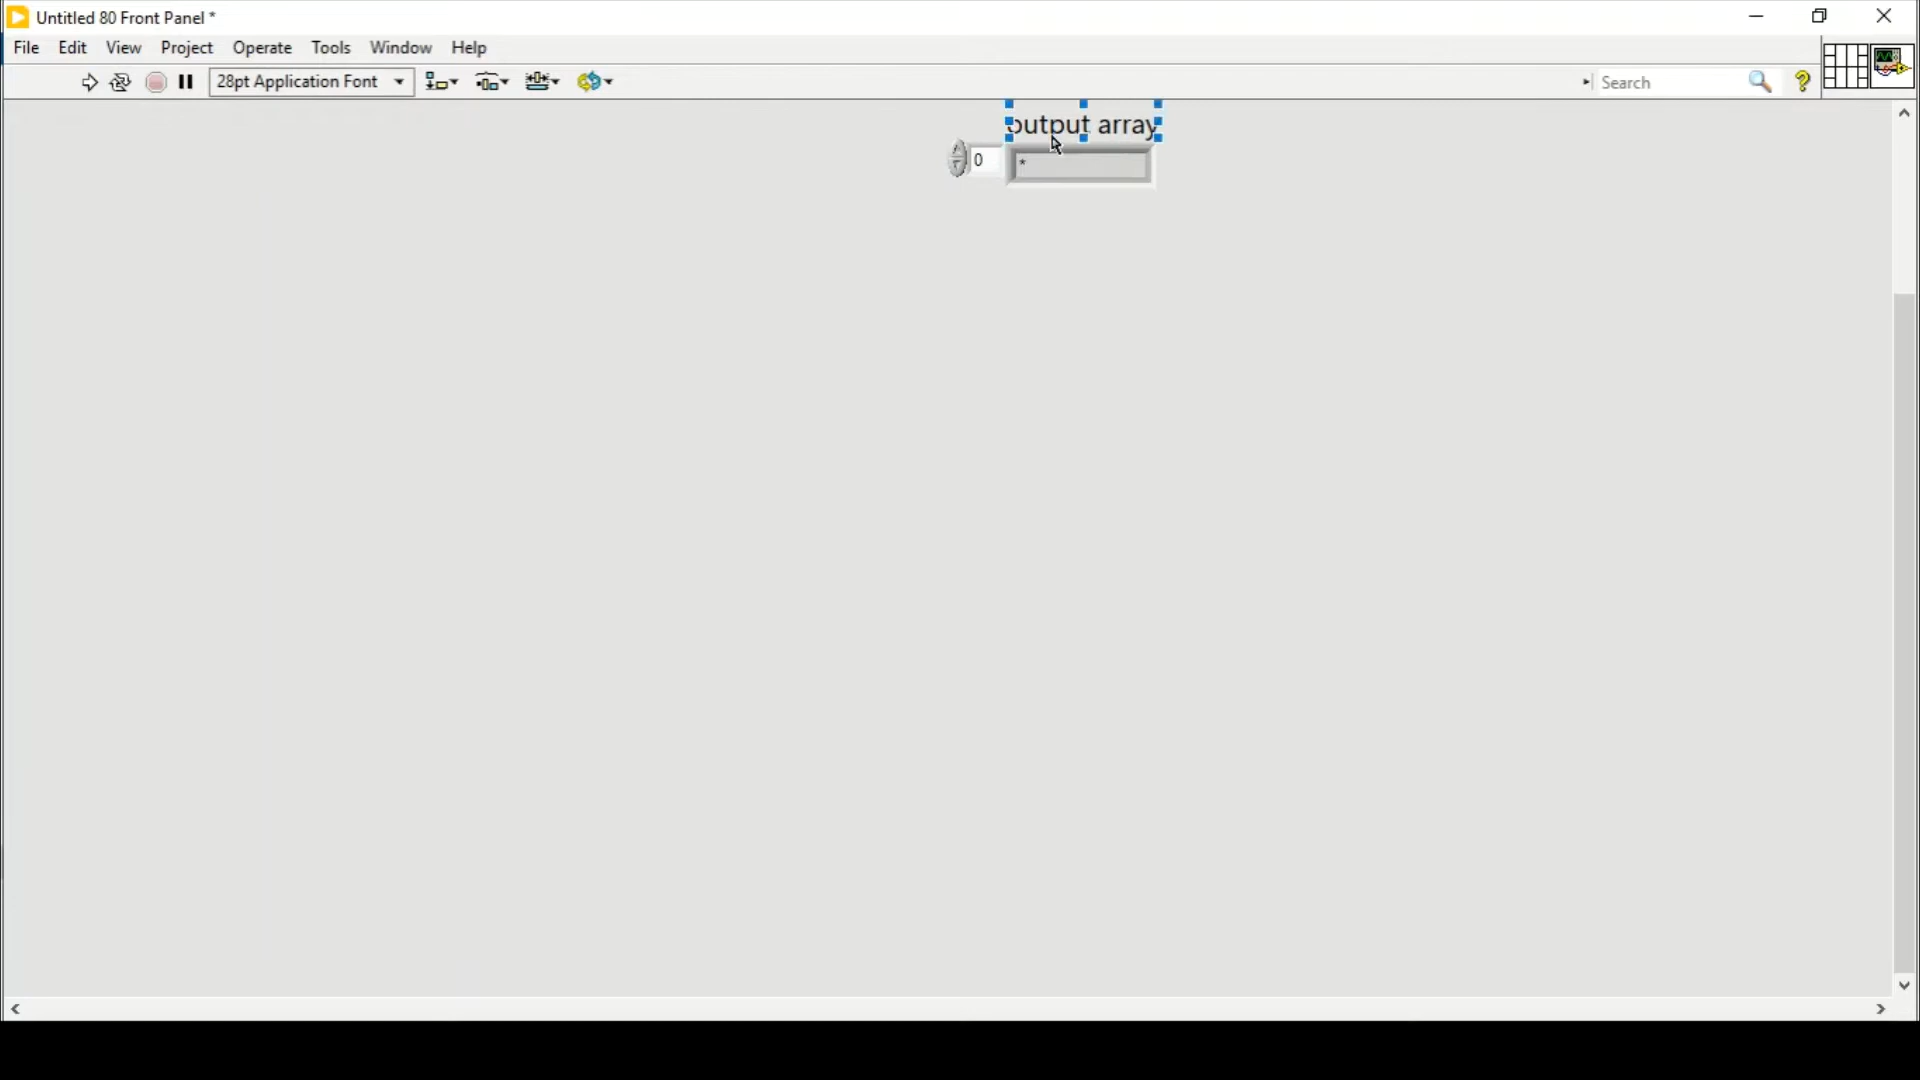 Untitled 80 Front Panel *
File Edit View Project Operate Tools Window Help
28pt Application Font
Search
?
output array
0
*